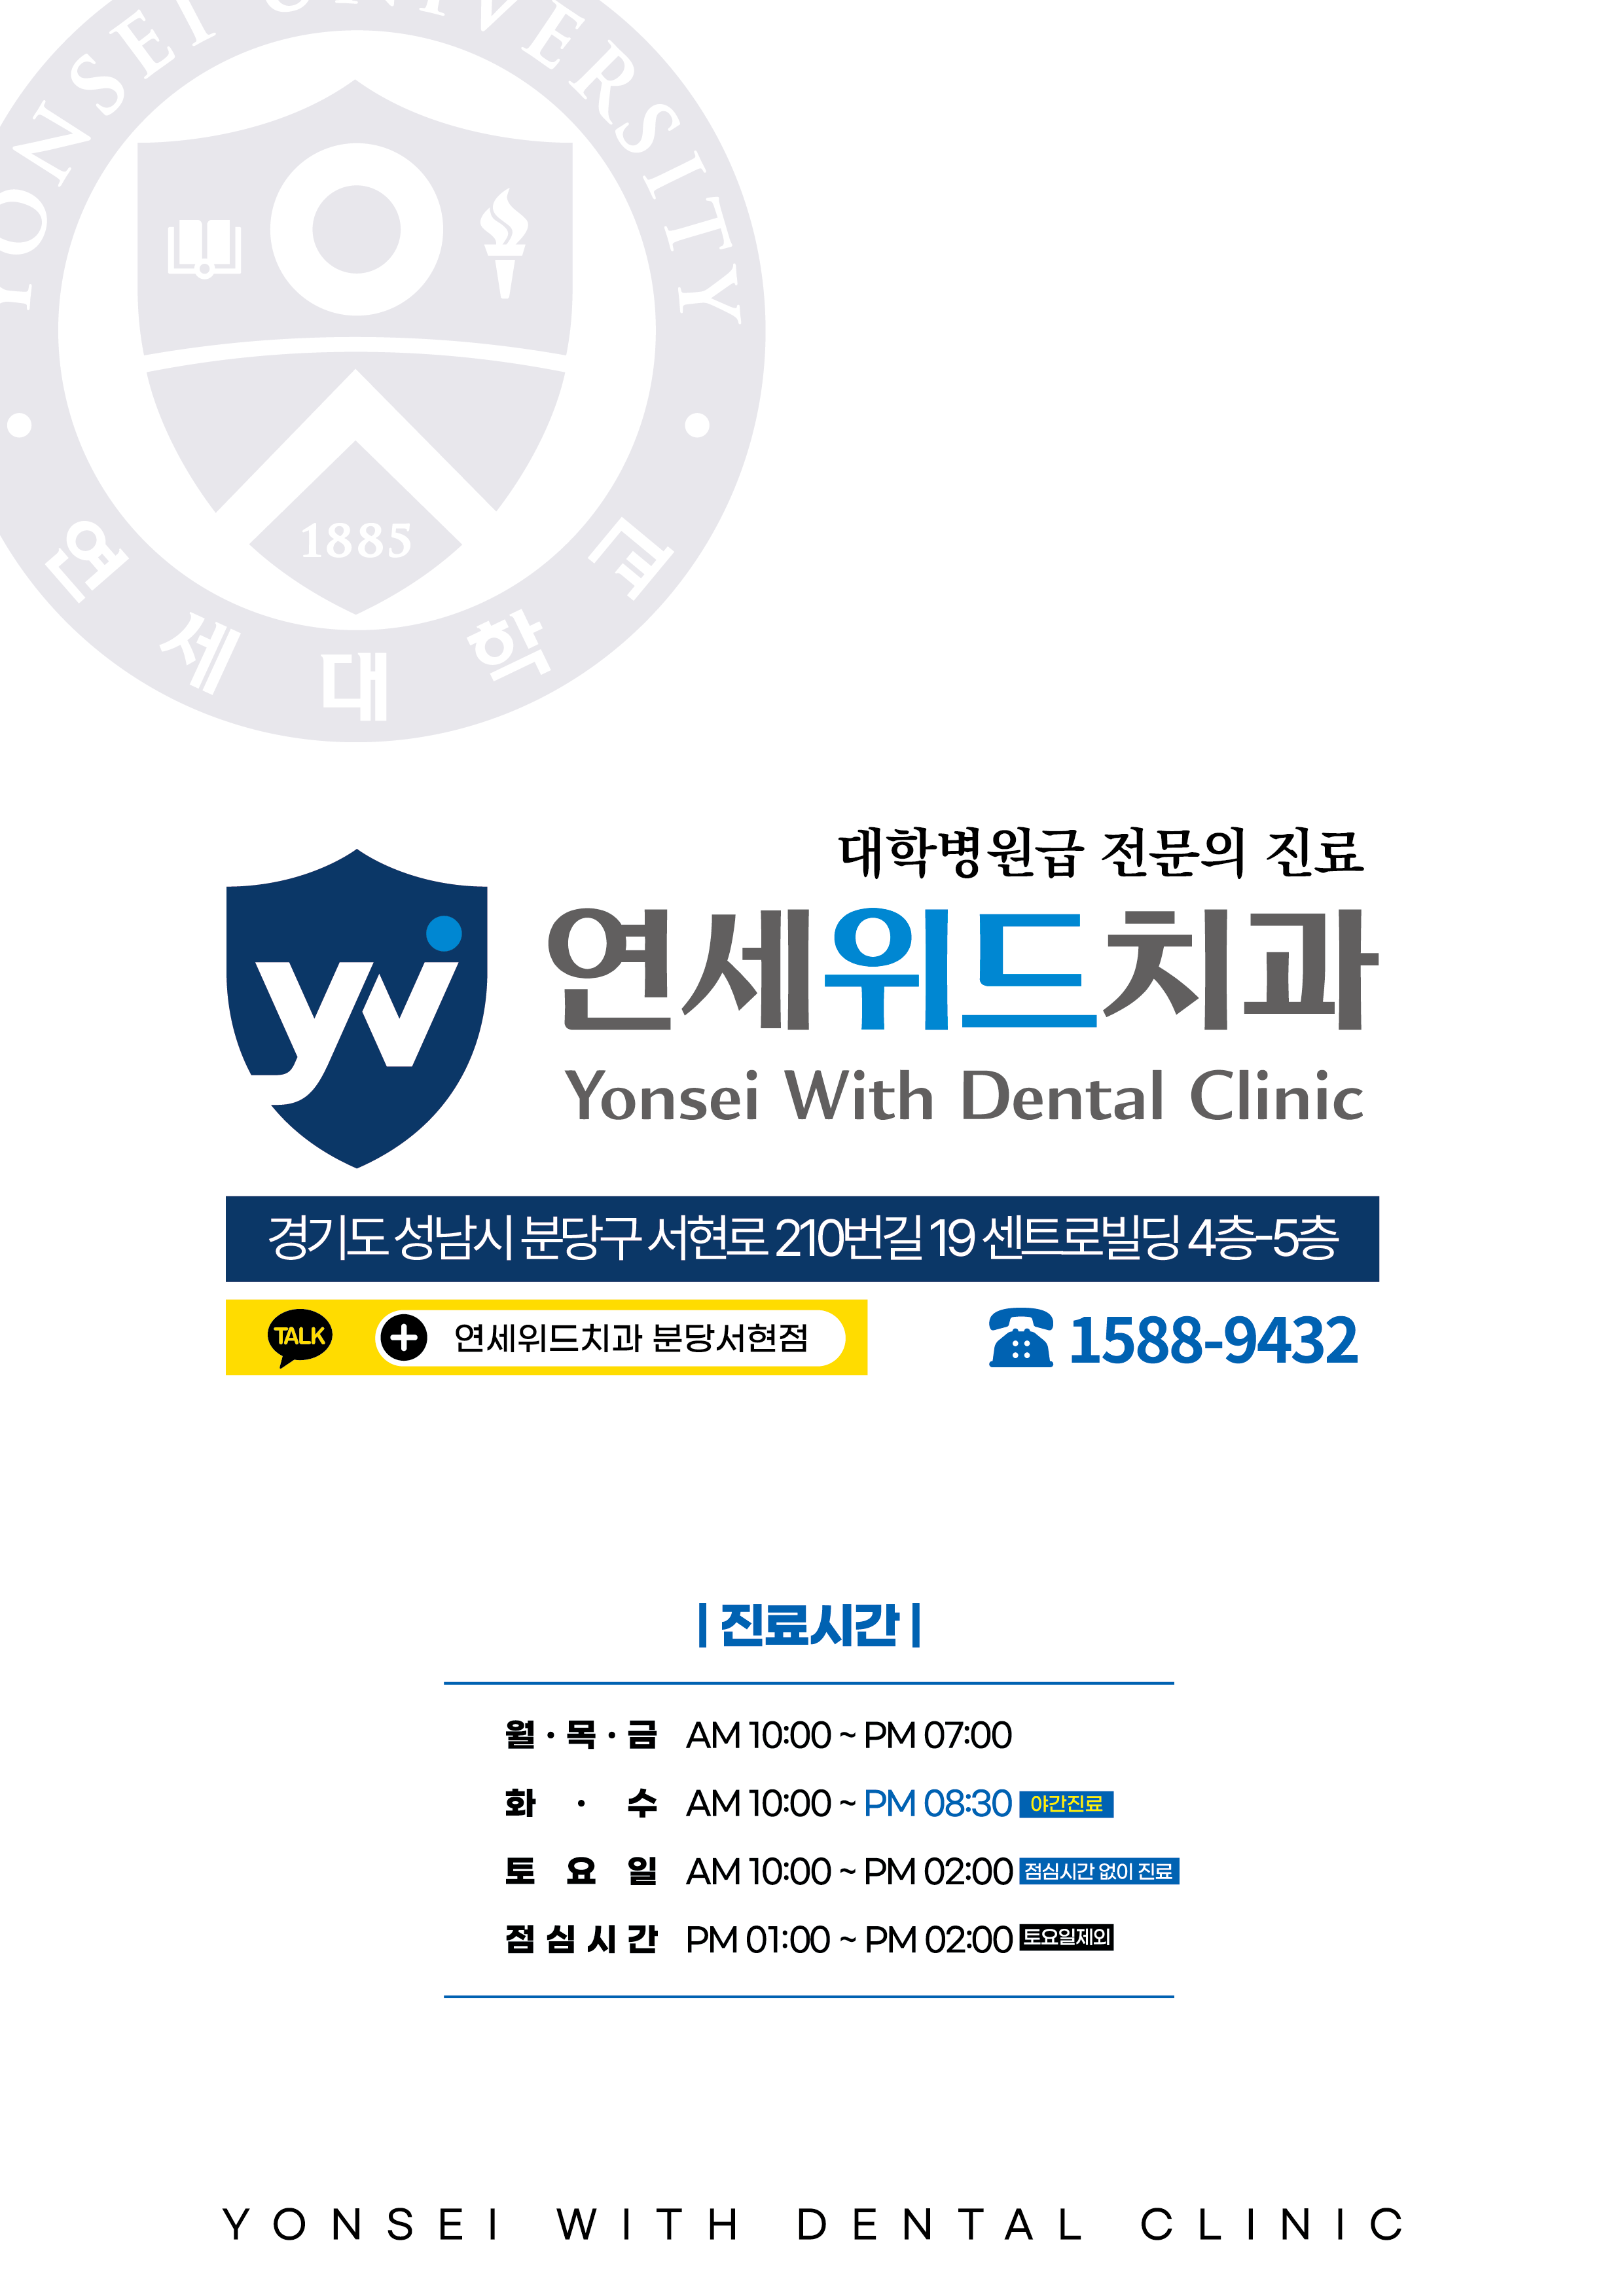 YONSEI UNIVERSITY
1885
연세대학교
대학병원급 전문의 진료
연세위드치과
yw
Yonsei With Dental Clinic
경기도 성남시 분당구 서현로 210번길 19 센트로빌딩 4층-5층
TALK + 연세위드치과 분당서현점 1588-9432
| 진료시간 |
월·목·금 AM 10:00 ~ PM 07:00
화 · 수 AM 10:00 ~ PM 08:30 야간진료
토 요 일 AM 10:00 ~ PM 02:00 점심시간 없이 진료
점 심 시 간 PM 01:00 ~ PM 02:00 토요일제외
YONSEI WITH DENTAL CLINIC